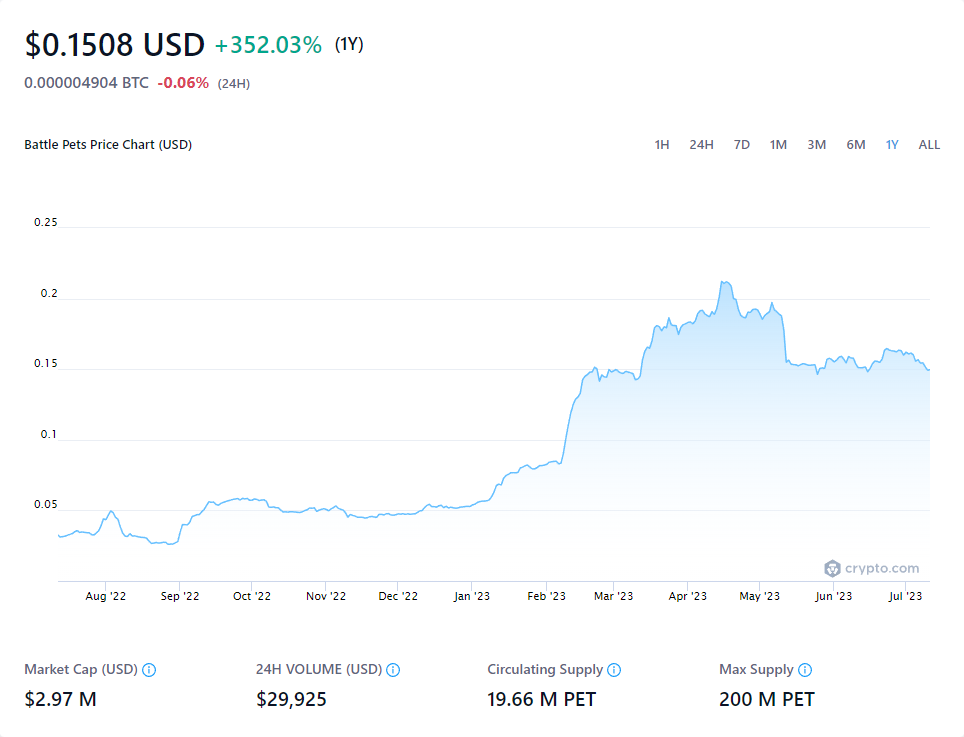 $0.1508 USD +352.03% (1Y)
0.000004904 BTC -0.06% (24H)
Battle Pets Price Chart (USD) 1H 24H 7D 1M 3M 6M 1Y ALL
0.25
0.2
0.15
0.1
0.05
crypto.com
Aug '22 Sep '22 Oct '22 Nov '22 Dec '22 Jan '23 Feb '23 Mar '23 Apr '23 May '23 Jun '23 Jul '23
Market Cap (USD) 24H VOLUME (USD) Circulating Supply Max Supply
$2.97 M $29,925 19.66 M PET 200 M PET